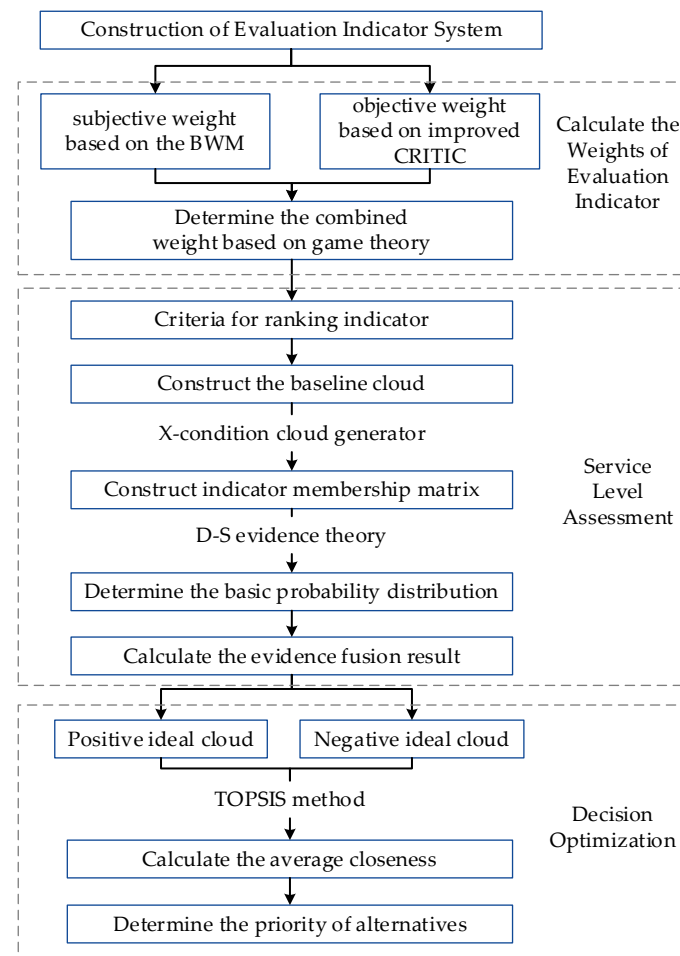 Construction of Evaluation Indicator System
subjective weight
based on the BWM
objective weight
based on improved
CRITIC
Calculate the
Weights of
Evaluation
Indicator
Determine the combined
weight based on game theory
Criteria for ranking indicator
Construct the baseline cloud
X-condition cloud generator
Construct indicator membership matrix
D-S evidence theory
Determine the basic probability distribution
Calculate the evidence fusion result
Service
Level
Assessment
Positive ideal cloud
Negative ideal cloud
TOPSIS method
Calculate the average closeness
Determine the priority of alternatives
Decision
Optimization